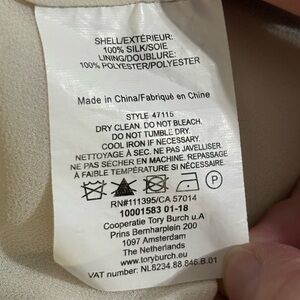 SHELL/EXTÉRIEUR:
100% SILK/SOIE
LINING/DOUBLURE:
100% POLYESTER/POLYESTER
Made in China/Fabriqué en Chine
STYLE 47115
DRY CLEAN. DO NOT BLEACH.
DO NOT TUMBLE DRY.
COOL IRON IF NECESSARY.
NETTOYAGE À SEC. NE PAS JAVELLISER.
NE PAS SÉCHER EN MACHINE. REPASSAGE
À FAIBLE TEMPÉRATURE SI NÉCESSAIRE.
P
RN#111395/CA 57014
10001583 01-18
Cooperatie Tory Burch u.A
Prins Bernhardplein 200
1097 Amsterdam
The Netherlands
www.toryburch.eu
VAT number: NL8234.88.846.B.01